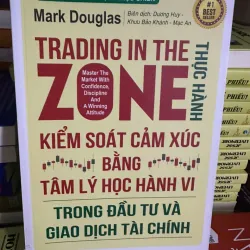 Mark Douglas
Biên dịch: Dương Huy -
Khưu Bảo Khánh - Mạc An
#1
BEST SELLER
TRADING IN THE
Master The
Market With
Confidence,
Discipline
And
A Winning
Attitude
ZONE
THỰC HÀNH
KIỂM SOÁT CẢM XÚC
BẰNG
TÂM LÝ HỌC HÀNH VI
TRONG ĐẦU TƯ VÀ
GIAO DỊCH TÀI CHÍNH